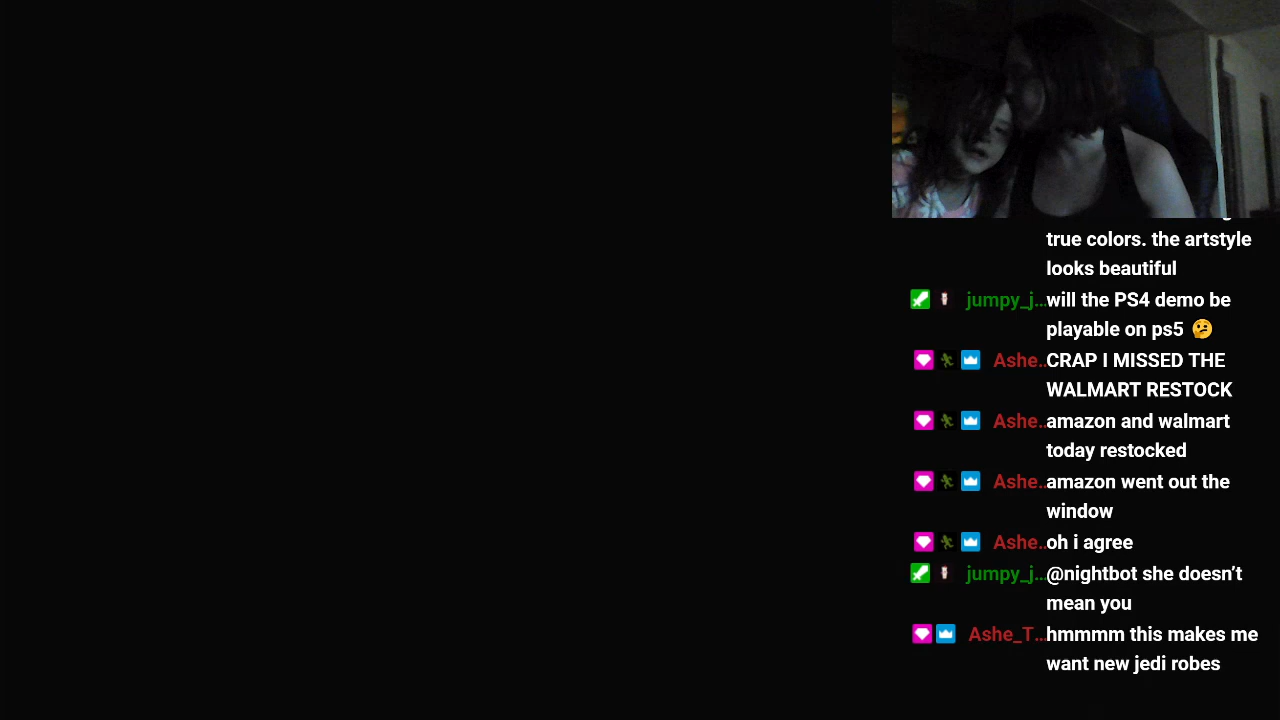 true colors. the artstyle
looks beautiful
jumpy_j... will the PS4 demo be
playable on ps5 🤔
Ashe.. CRAP I MISSED THE
WALMART RESTOCK
Ashe.. amazon and walmart
today restocked
Ashe.. amazon went out the
window
Ashe.. oh i agree
jumpy_j... @nightbot she doesn’t
mean you
Ashe_T... hmmmm this makes me
want new jedi robes